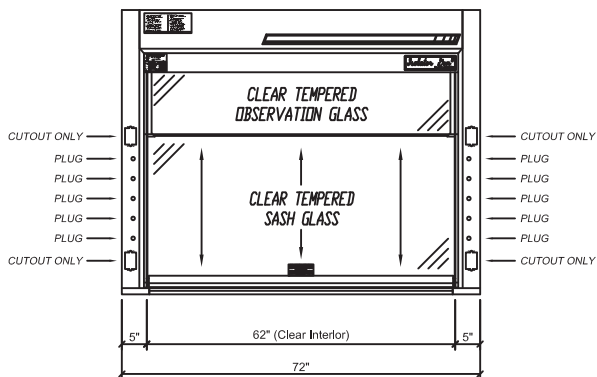 CLEAR TEMPERED
OBSERVATION GLASS
CUTOUT ONLY
CUTOUT ONLY
PLUG
PLUG
PLUG
PLUG
PLUG
PLUG
PLUG
PLUG
PLUG
PLUG
CLEAR TEMPERED
SASH GLASS
CUTOUT ONLY
CUTOUT ONLY
5"
62" (Clear Interior)
5"
72"